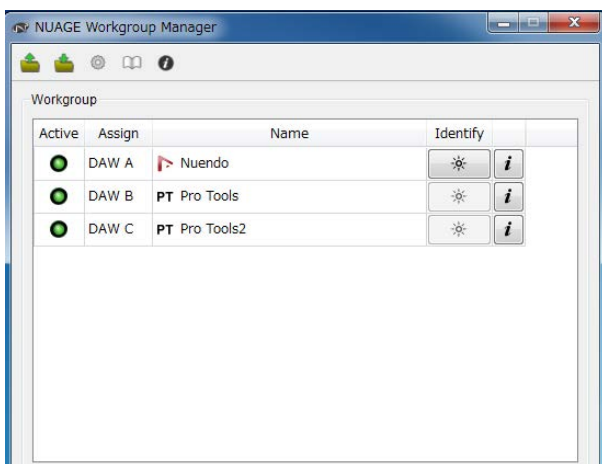 NUAGE Workgroup Manager
Workgroup
Active Assign Name Identify
DAW A Nuendo i
DAW B PT Pro Tools i
DAW C PT Pro Tools2 i